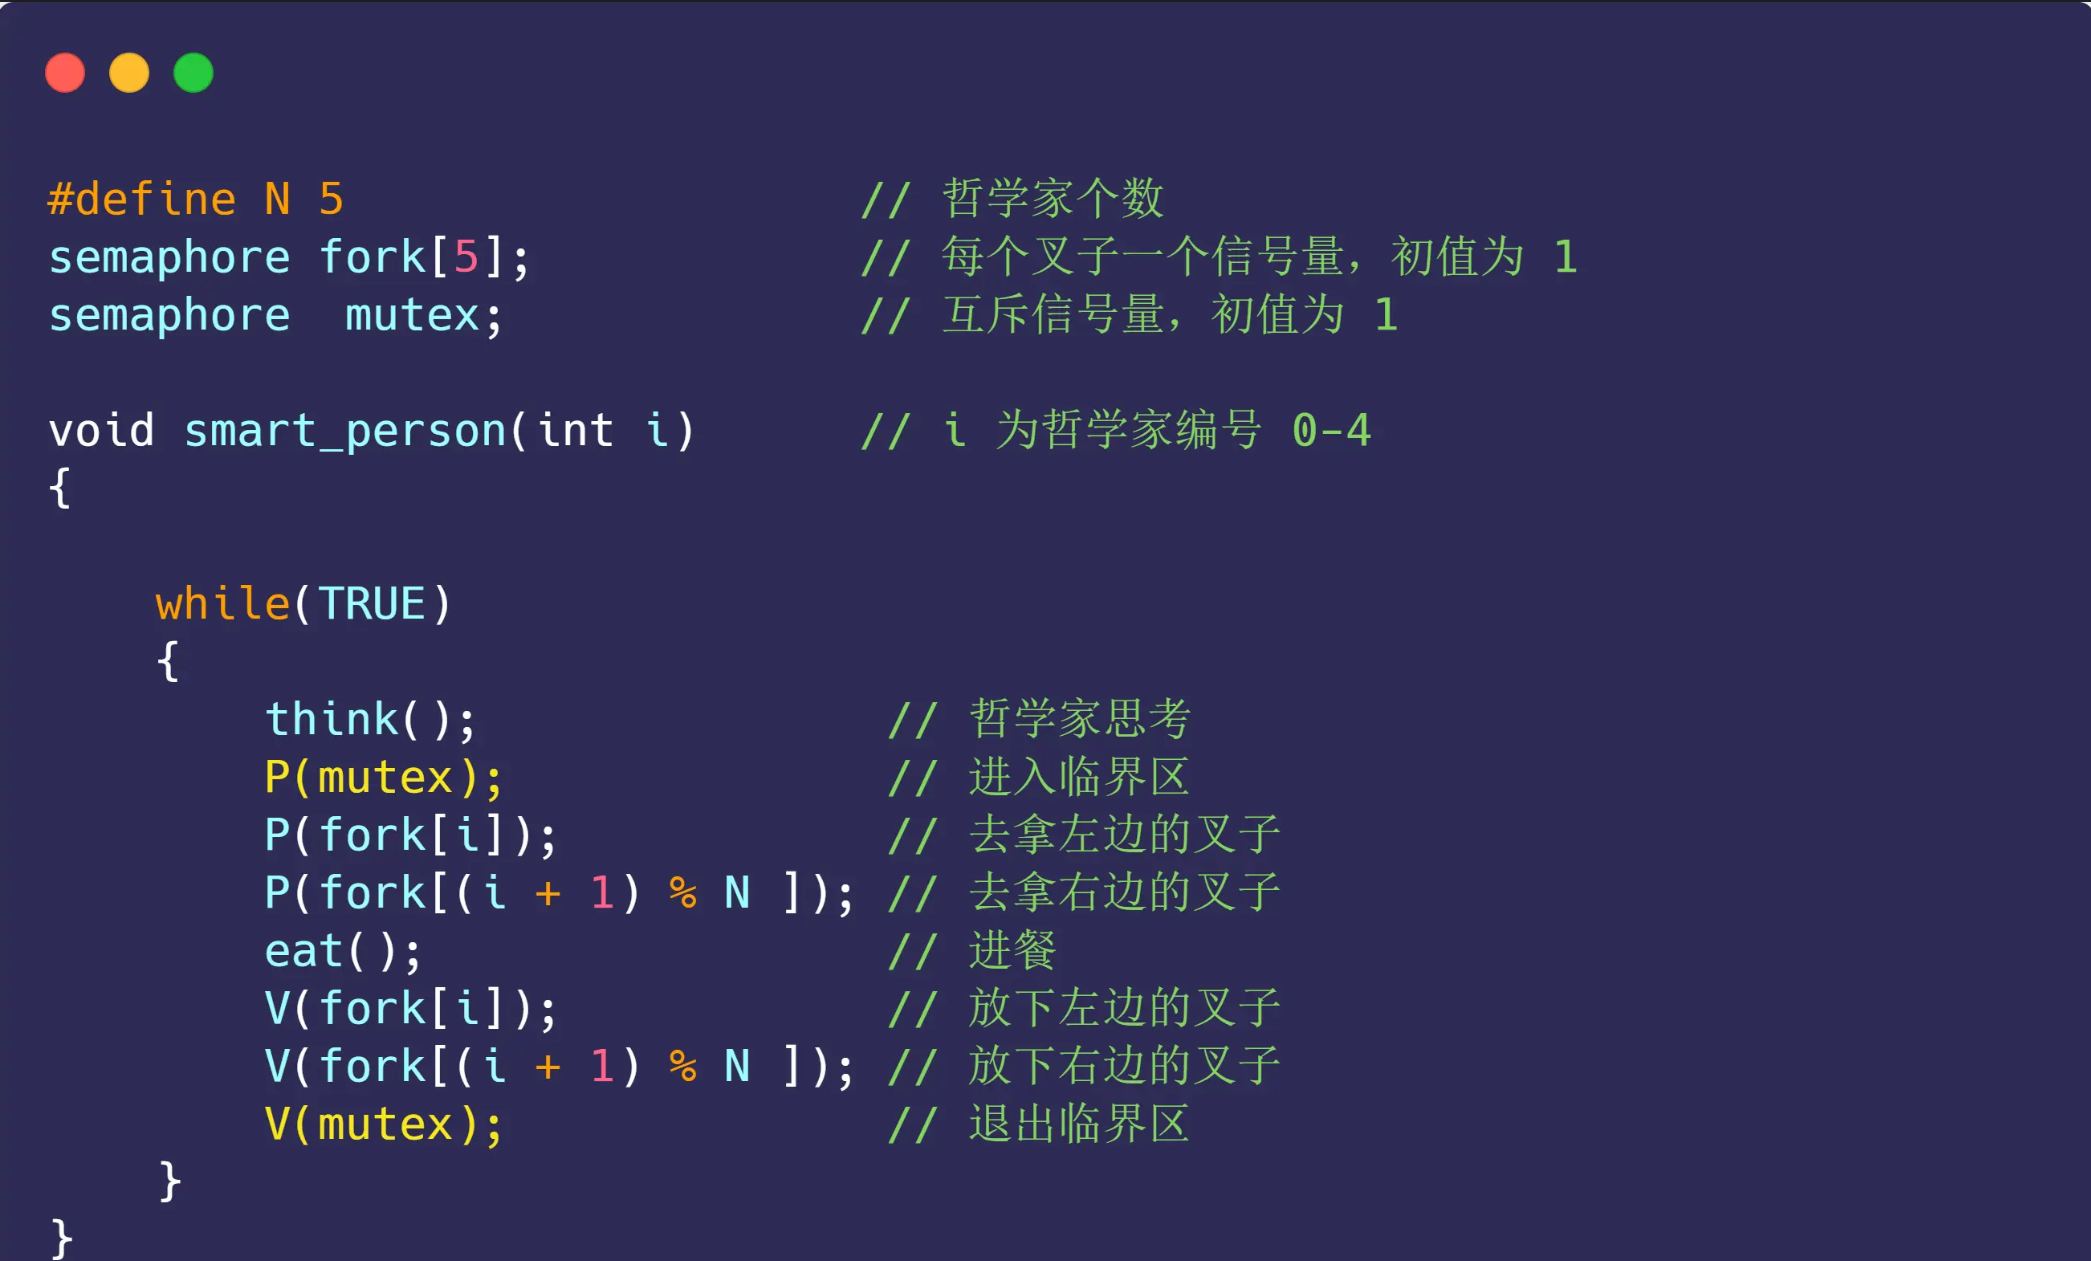 #define N 5                   // 哲学家个数
semaphore fork[5];            // 每个叉子一个信号量，初值为 1
semaphore  mutex;             // 互斥信号量，初值为 1
void smart_person(int i)      // i 为哲学家编号 0-4
{
    while(TRUE)
    {
        think();               // 哲学家思考
        P(mutex);              // 进入临界区
        P(fork[i]);            // 去拿左边的叉子
        P(fork[(i + 1) % N ]); // 去拿右边的叉子
        eat();                 // 进餐
        V(fork[i]);            // 放下左边的叉子
        V(fork[(i + 1) % N ]); // 放下右边的叉子
        V(mutex);              // 退出临界区
    }
}